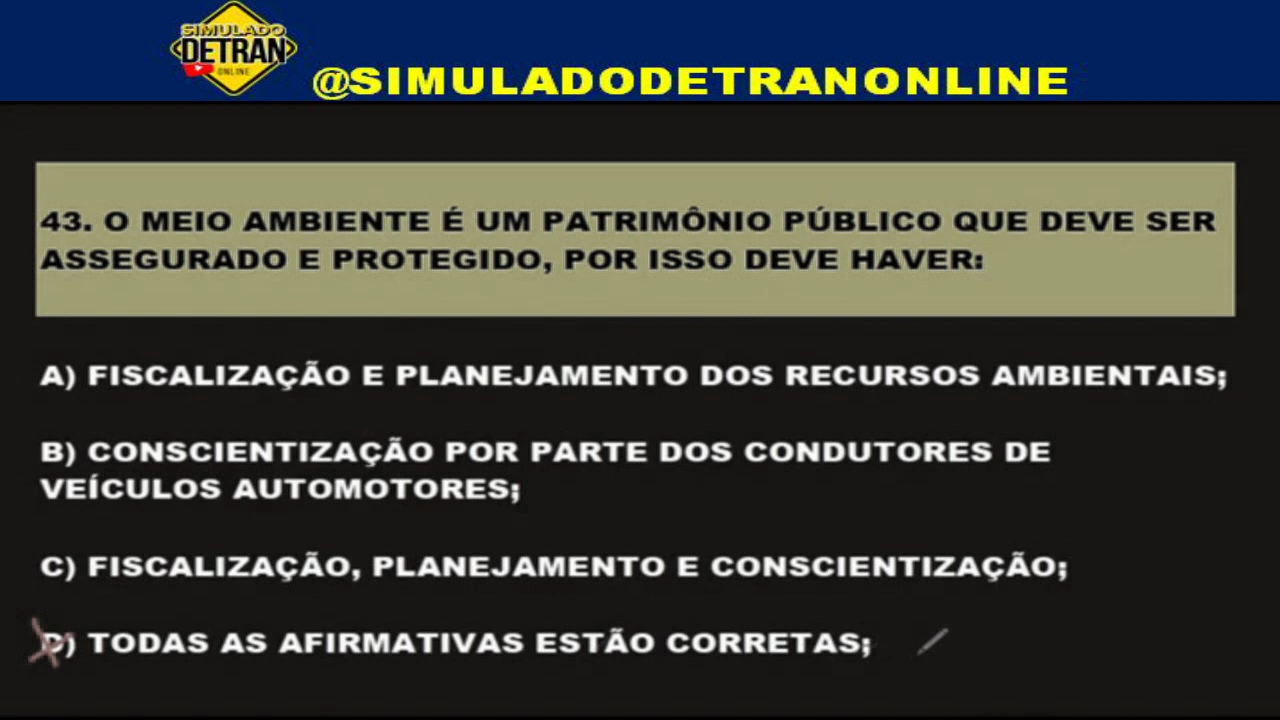 SIMULADO
DETRAN
ONLINE
@SIMULADODETRANONLINE
43. O MEIO AMBIENTE É UM PATRIMÔNIO PÚBLICO QUE DEVE SER
ASSEGURADO E PROTEGIDO, POR ISSO DEVE HAVER:
A) FISCALIZAÇÃO E PLANEJAMENTO DOS RECURSOS AMBIENTAIS;
B) CONSCIENTIZAÇÃO POR PARTE DOS CONDUTORES DE
VEÍCULOS AUTOMOTORES;
C) FISCALIZAÇÃO, PLANEJAMENTO E CONSCIENTIZAÇÃO;
D) TODAS AS AFIRMATIVAS ESTÃO CORRETAS;